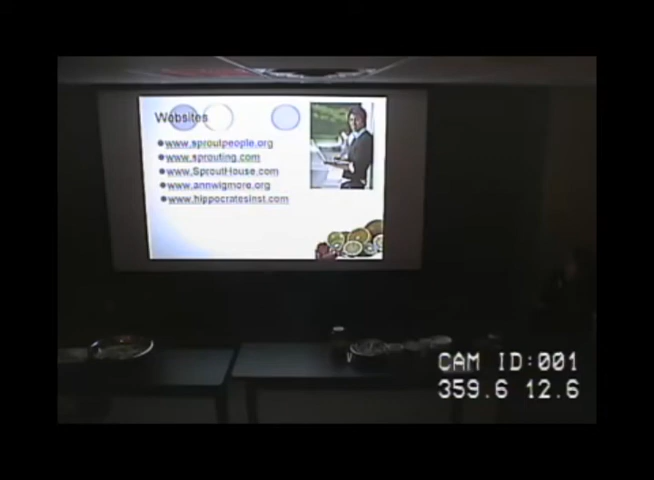 Websites
www.sproutpeople.org
www.sprouting.com
www.SproutHouse.com
www.annwigmore.org
www.hippocratesinst.com
CAM ID:001
359.6 12.6